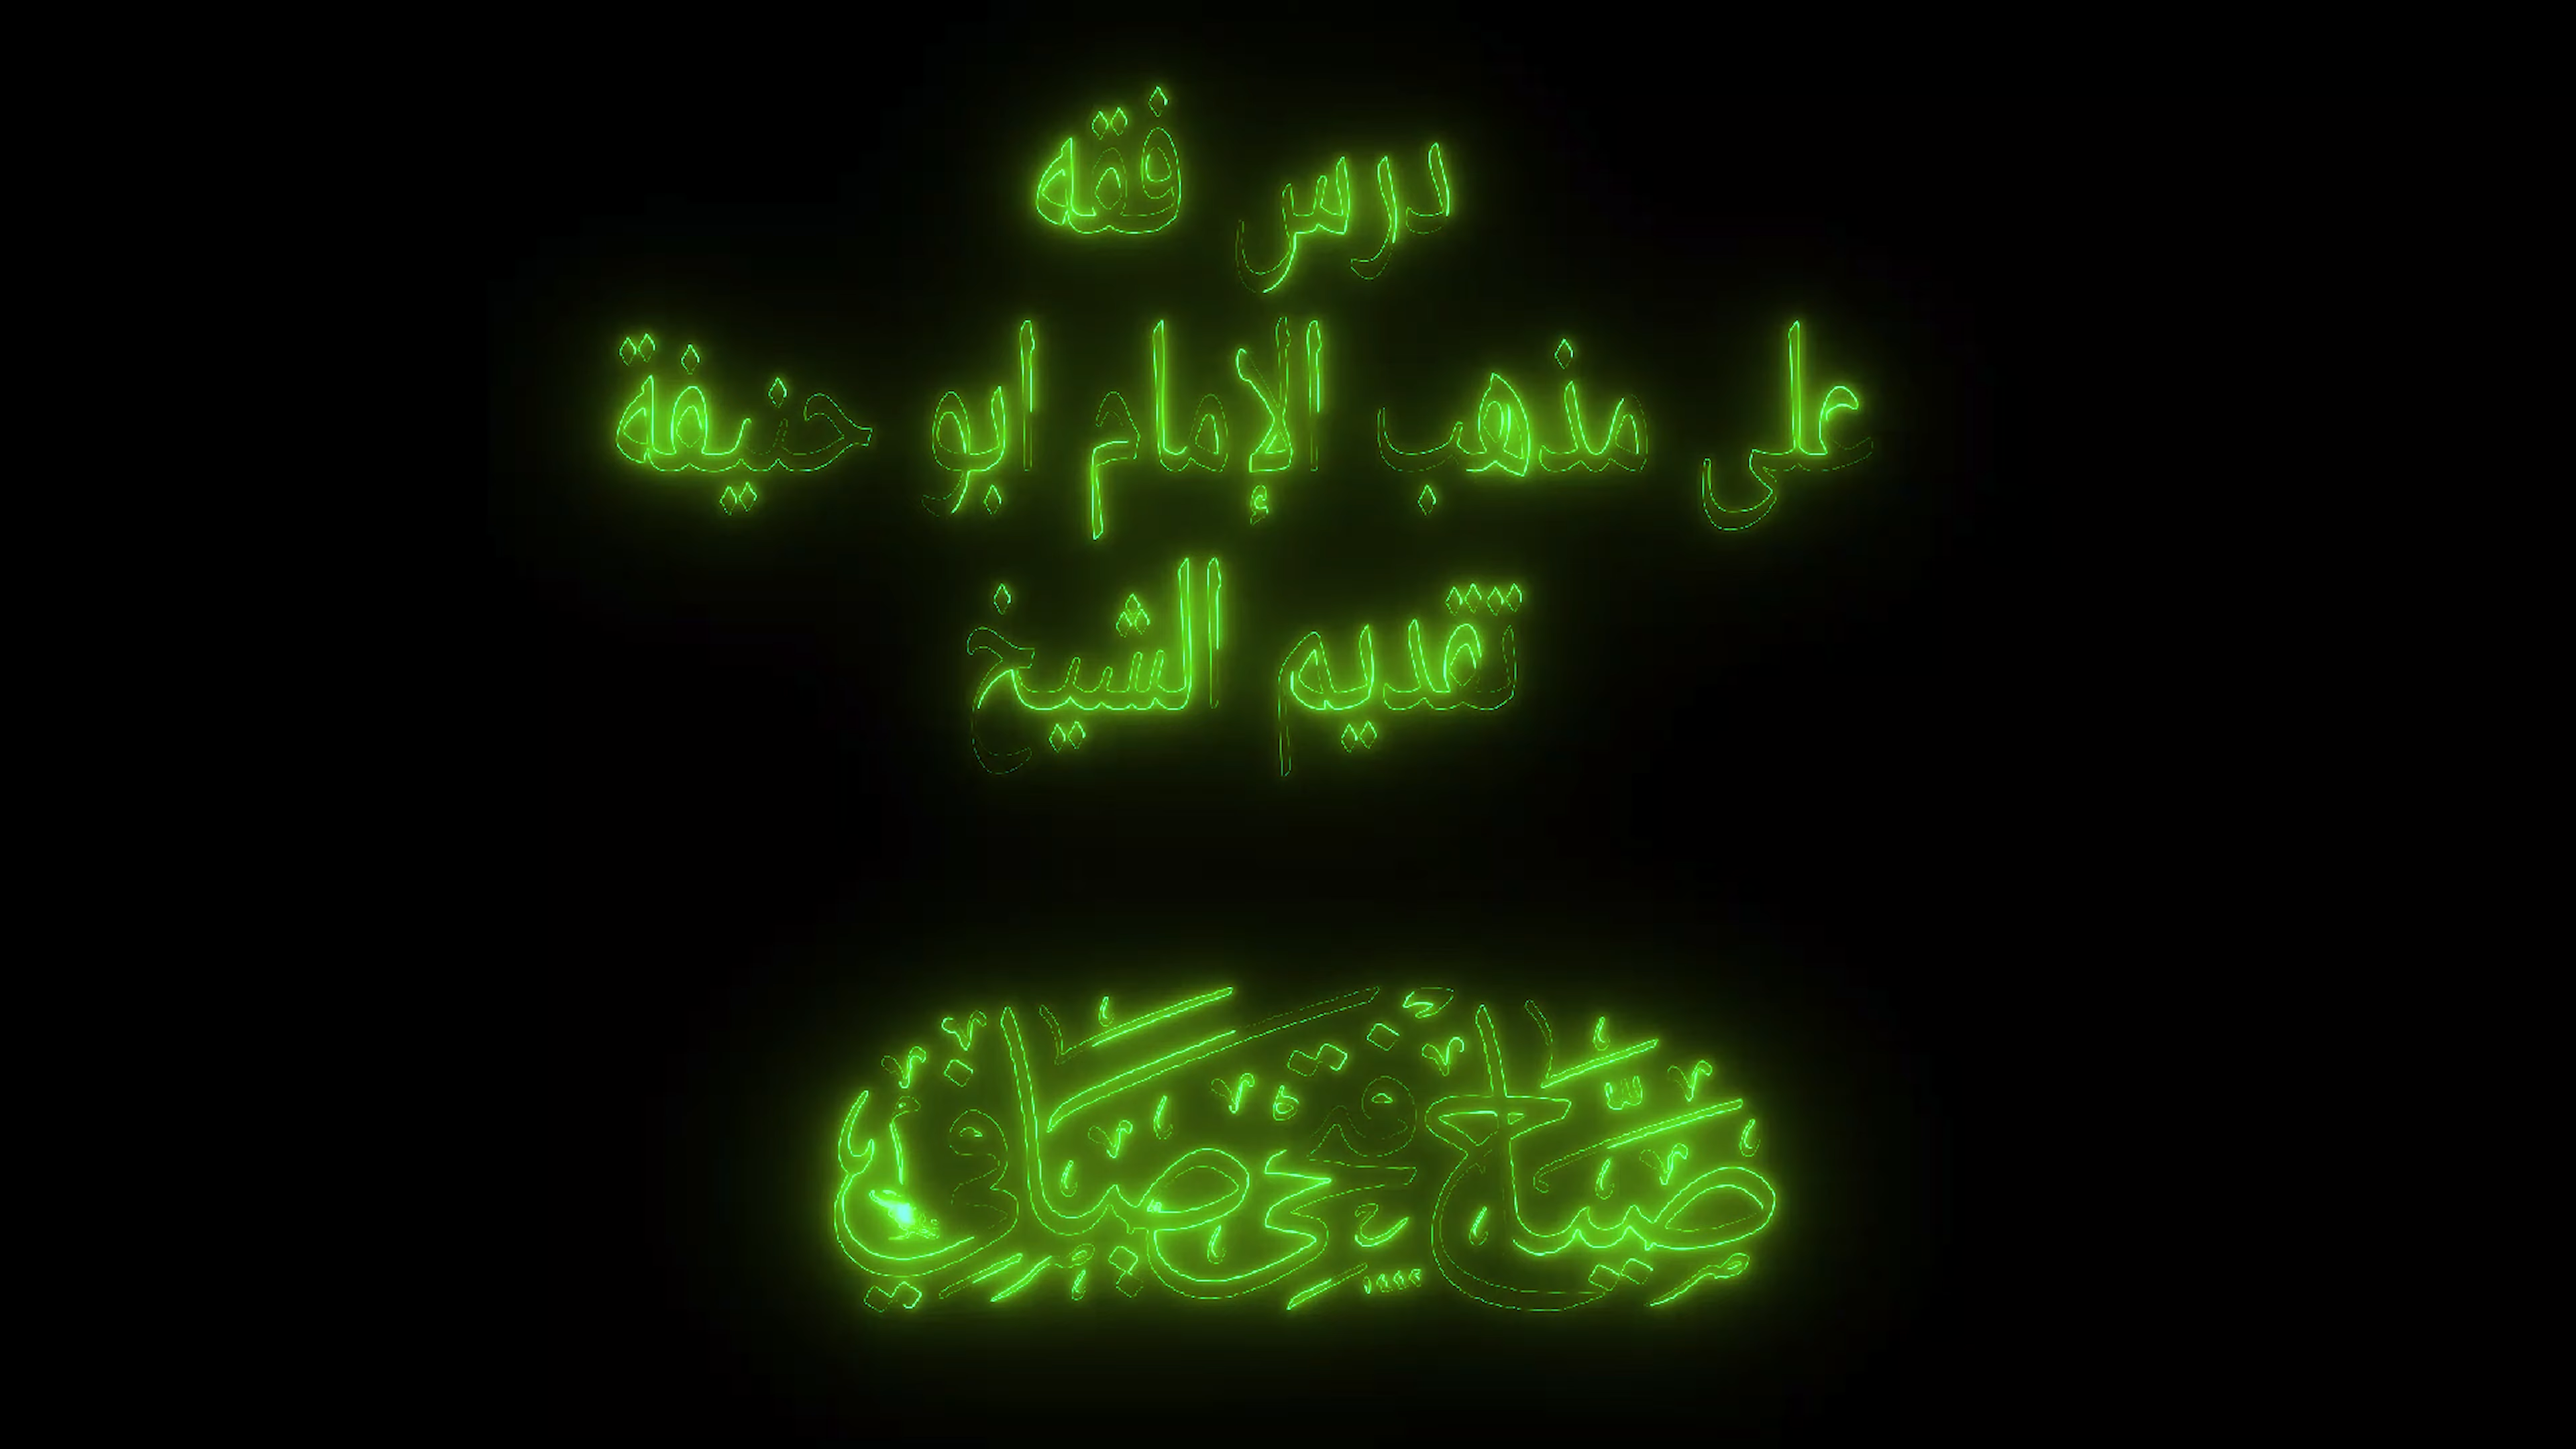 درس فقه
على مذهب الإمام ابو حنيفة
تقديم الشيخ